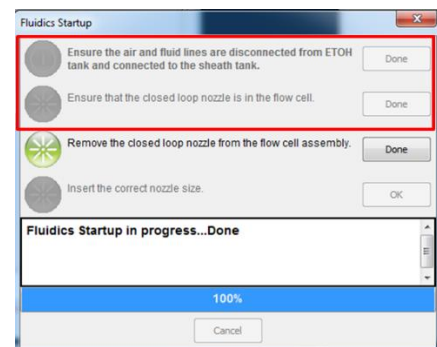 Fluidics Startup
Ensure the air and fluid lines are disconnected from ETOH
tank and connected to the sheath tank.
Done
Ensure that the closed loop nozzle is in the flow cell.
Done
Remove the closed loop nozzle from the flow cell assembly.
Done
Insert the correct nozzle size.
OK
Fluidics Startup in progress...Done
100%
Cancel